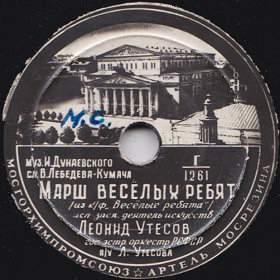 М.С.
муз. И. Дунаевского
сл. В. Лебедева-Кумача
Г
1261
Марш весёлых ребят
/из к/ф. "Веселые ребята"/
исп. засл. деятель искусств
Леонид Утесов
гос. эстр. оркестр РСФСР
п/у Л. Утесова
МОСГОРХИМПРОМСОЮЗ ★ АРТЕЛЬ МОСРЕЗИНА